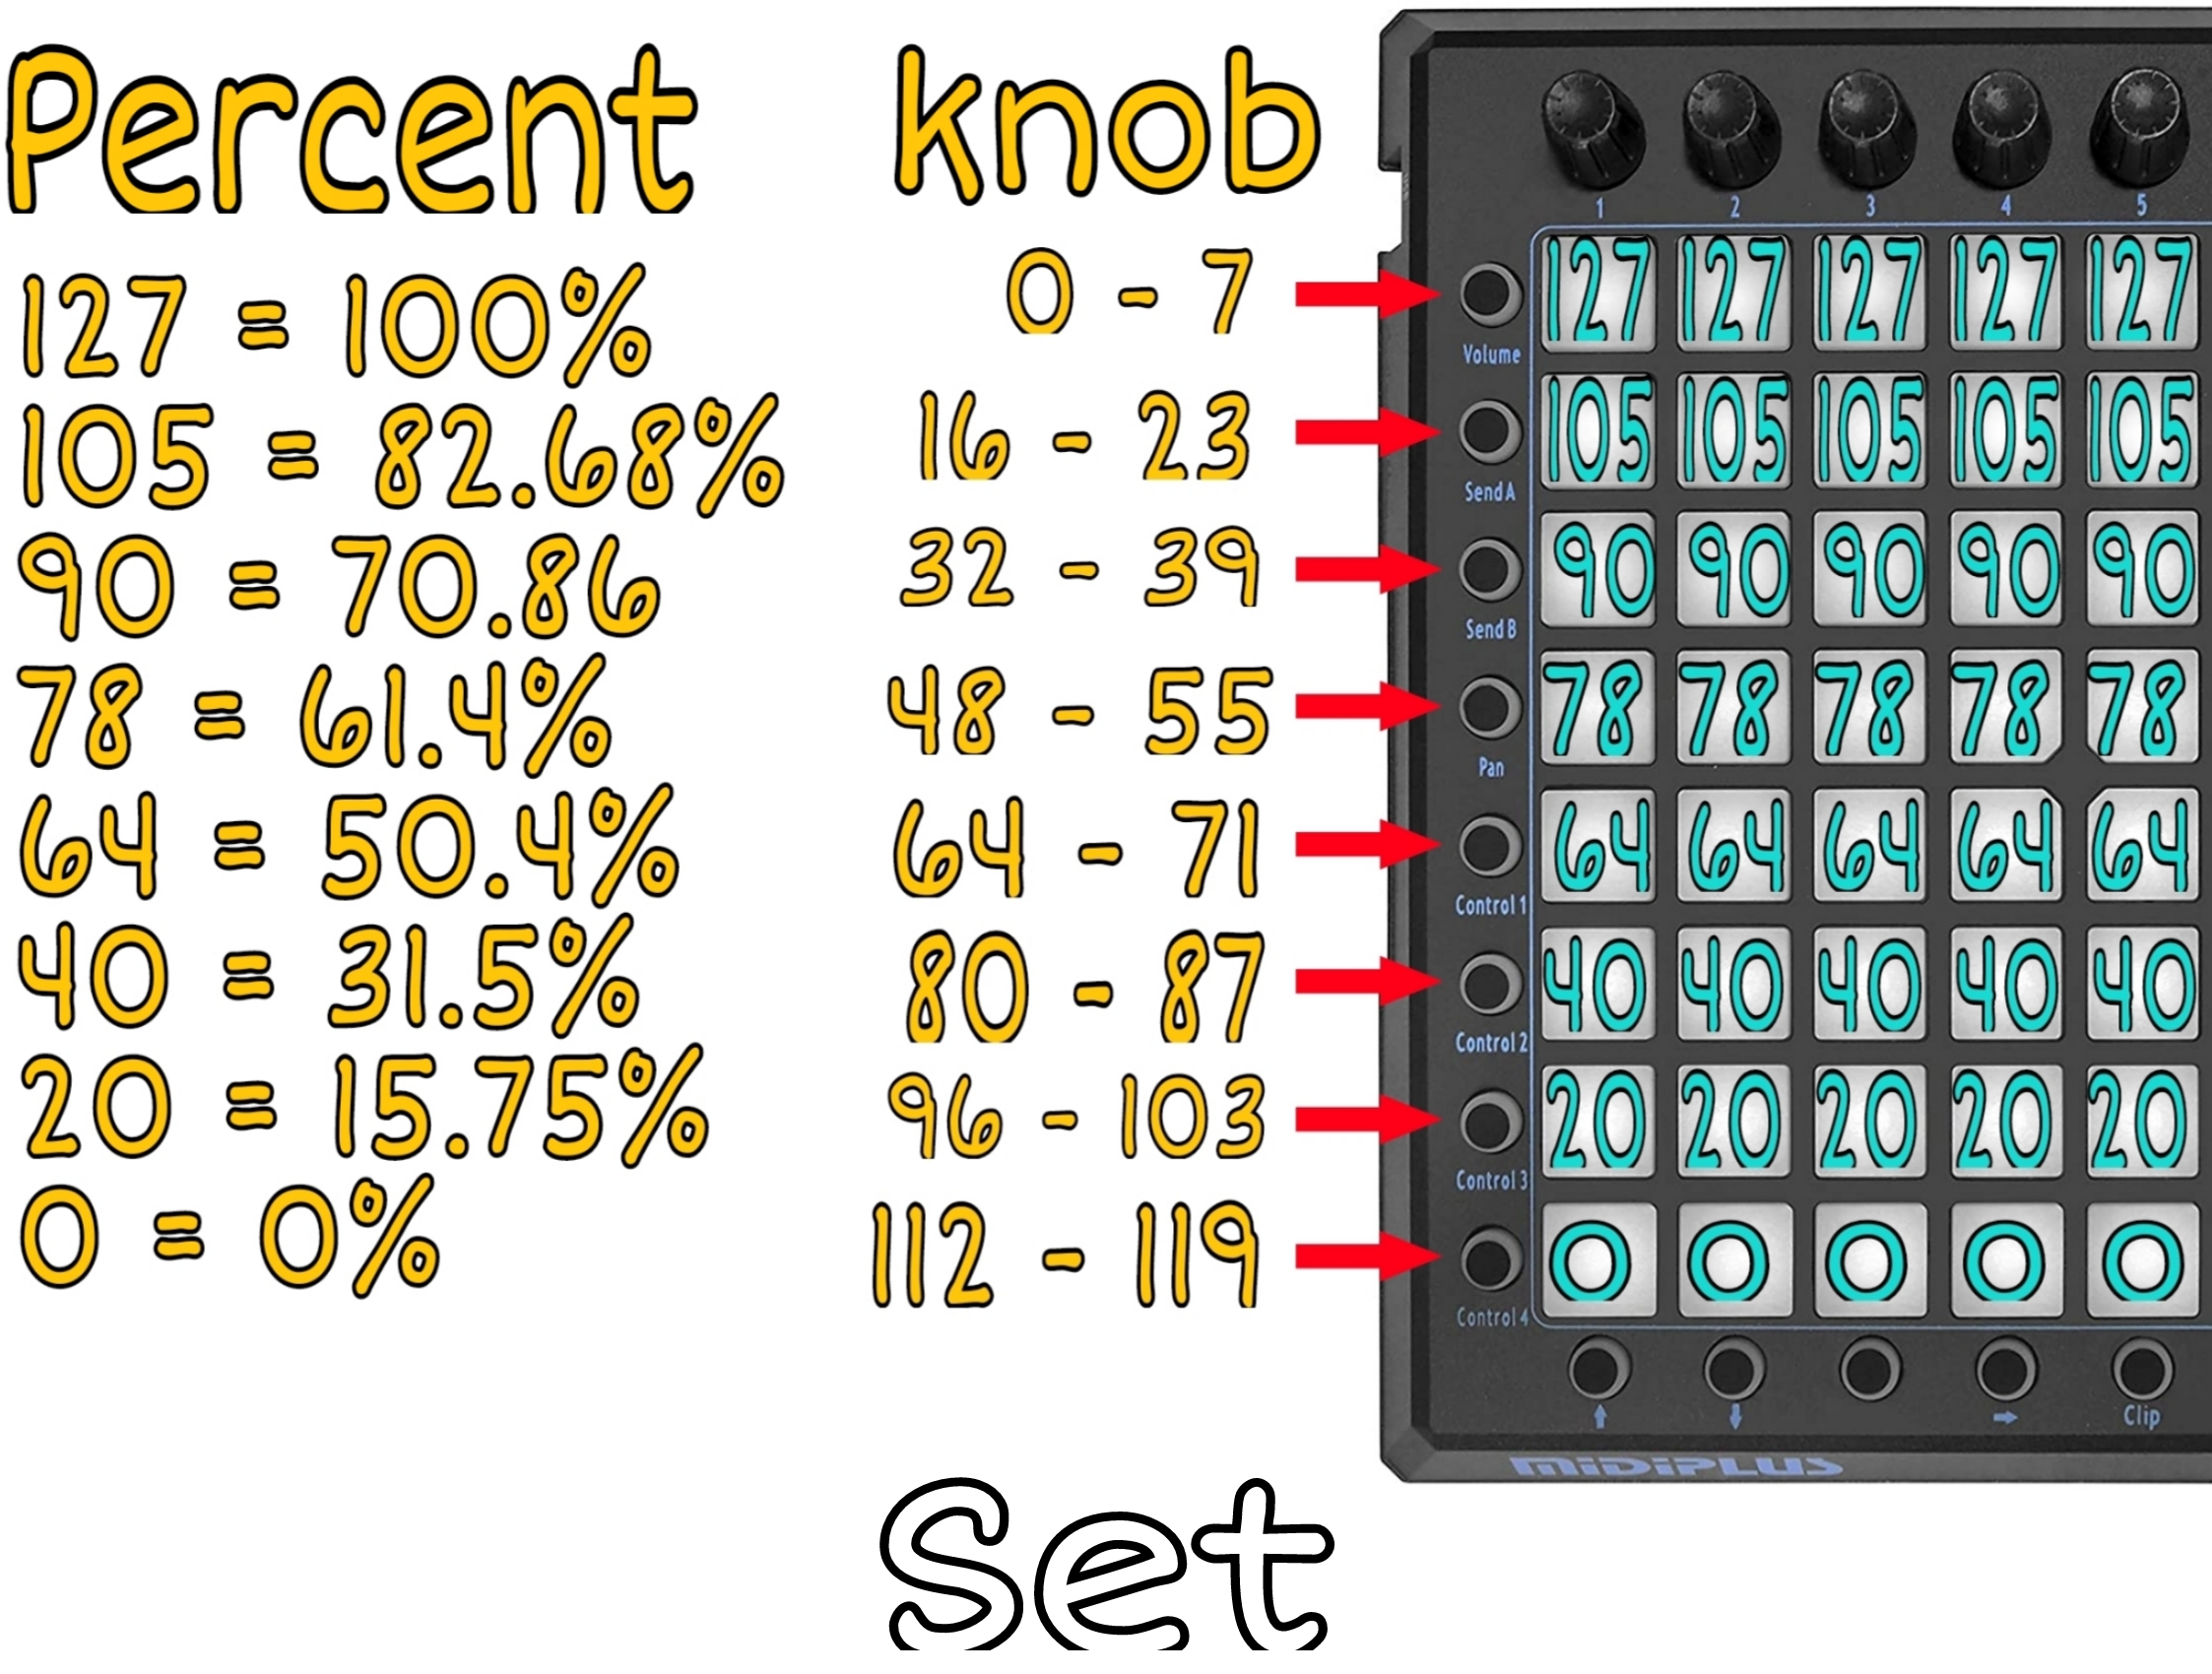 Percent
127 = 100%
105 = 82.68%
90 = 70.86
78 = 61.4%
64 = 50.4%
40 = 31.5%
20 = 15.75%
0 = 0%
knob
0 - 7
16 - 23
32 - 39
48 - 55
64 - 71
80 - 87
96 - 103
112 - 119
Set
1 2 3 4 5
Volume 127 127 127 127 127
Send A 105 105 105 105 105
Send B 90 90 90 90 90
Pan 78 78 78 78 78
Control 1 64 64 64 64 64
Control 2 40 40 40 40 40
Control 3 20 20 20 20 20
Control 4 0 0 0 0 0
Clip
MIDIPLUS